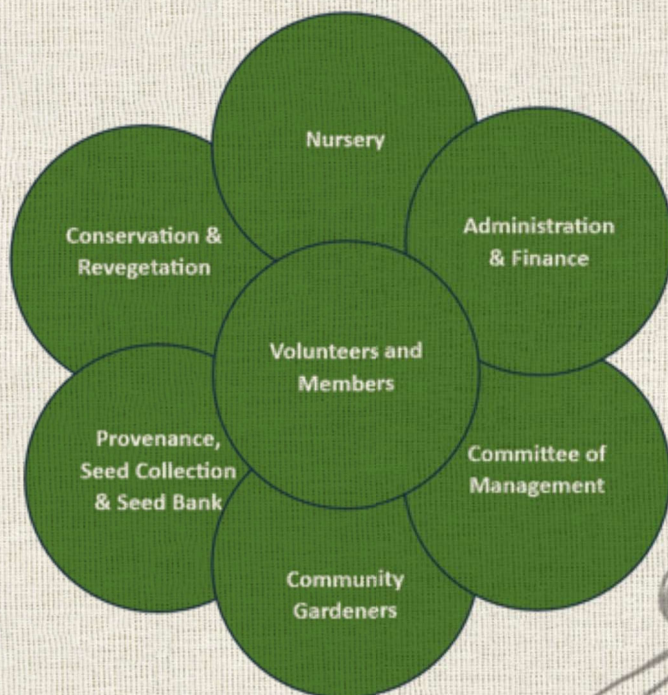 Nursery
Administration
& Finance
Conservation &
Revegetation
Volunteers and
Members
Provenance,
Seed Collection
& Seed Bank
Committee of
Management
Community
Gardeners